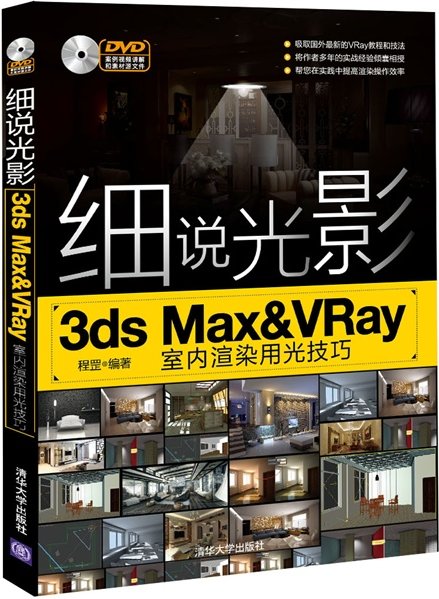 DVD
案例视频讲解
和素材源文件
吸取国外最新的VRay教程和技法
将作者多年的实战经验倾囊相授
帮您在实践中提高渲染操作效率
细说光影
3ds Max&VRay
室内渲染用光技巧
程罡 编著
清华大学出版社
细说光影
3ds Max&VRay
室内渲染用光技巧
清华大学出版社